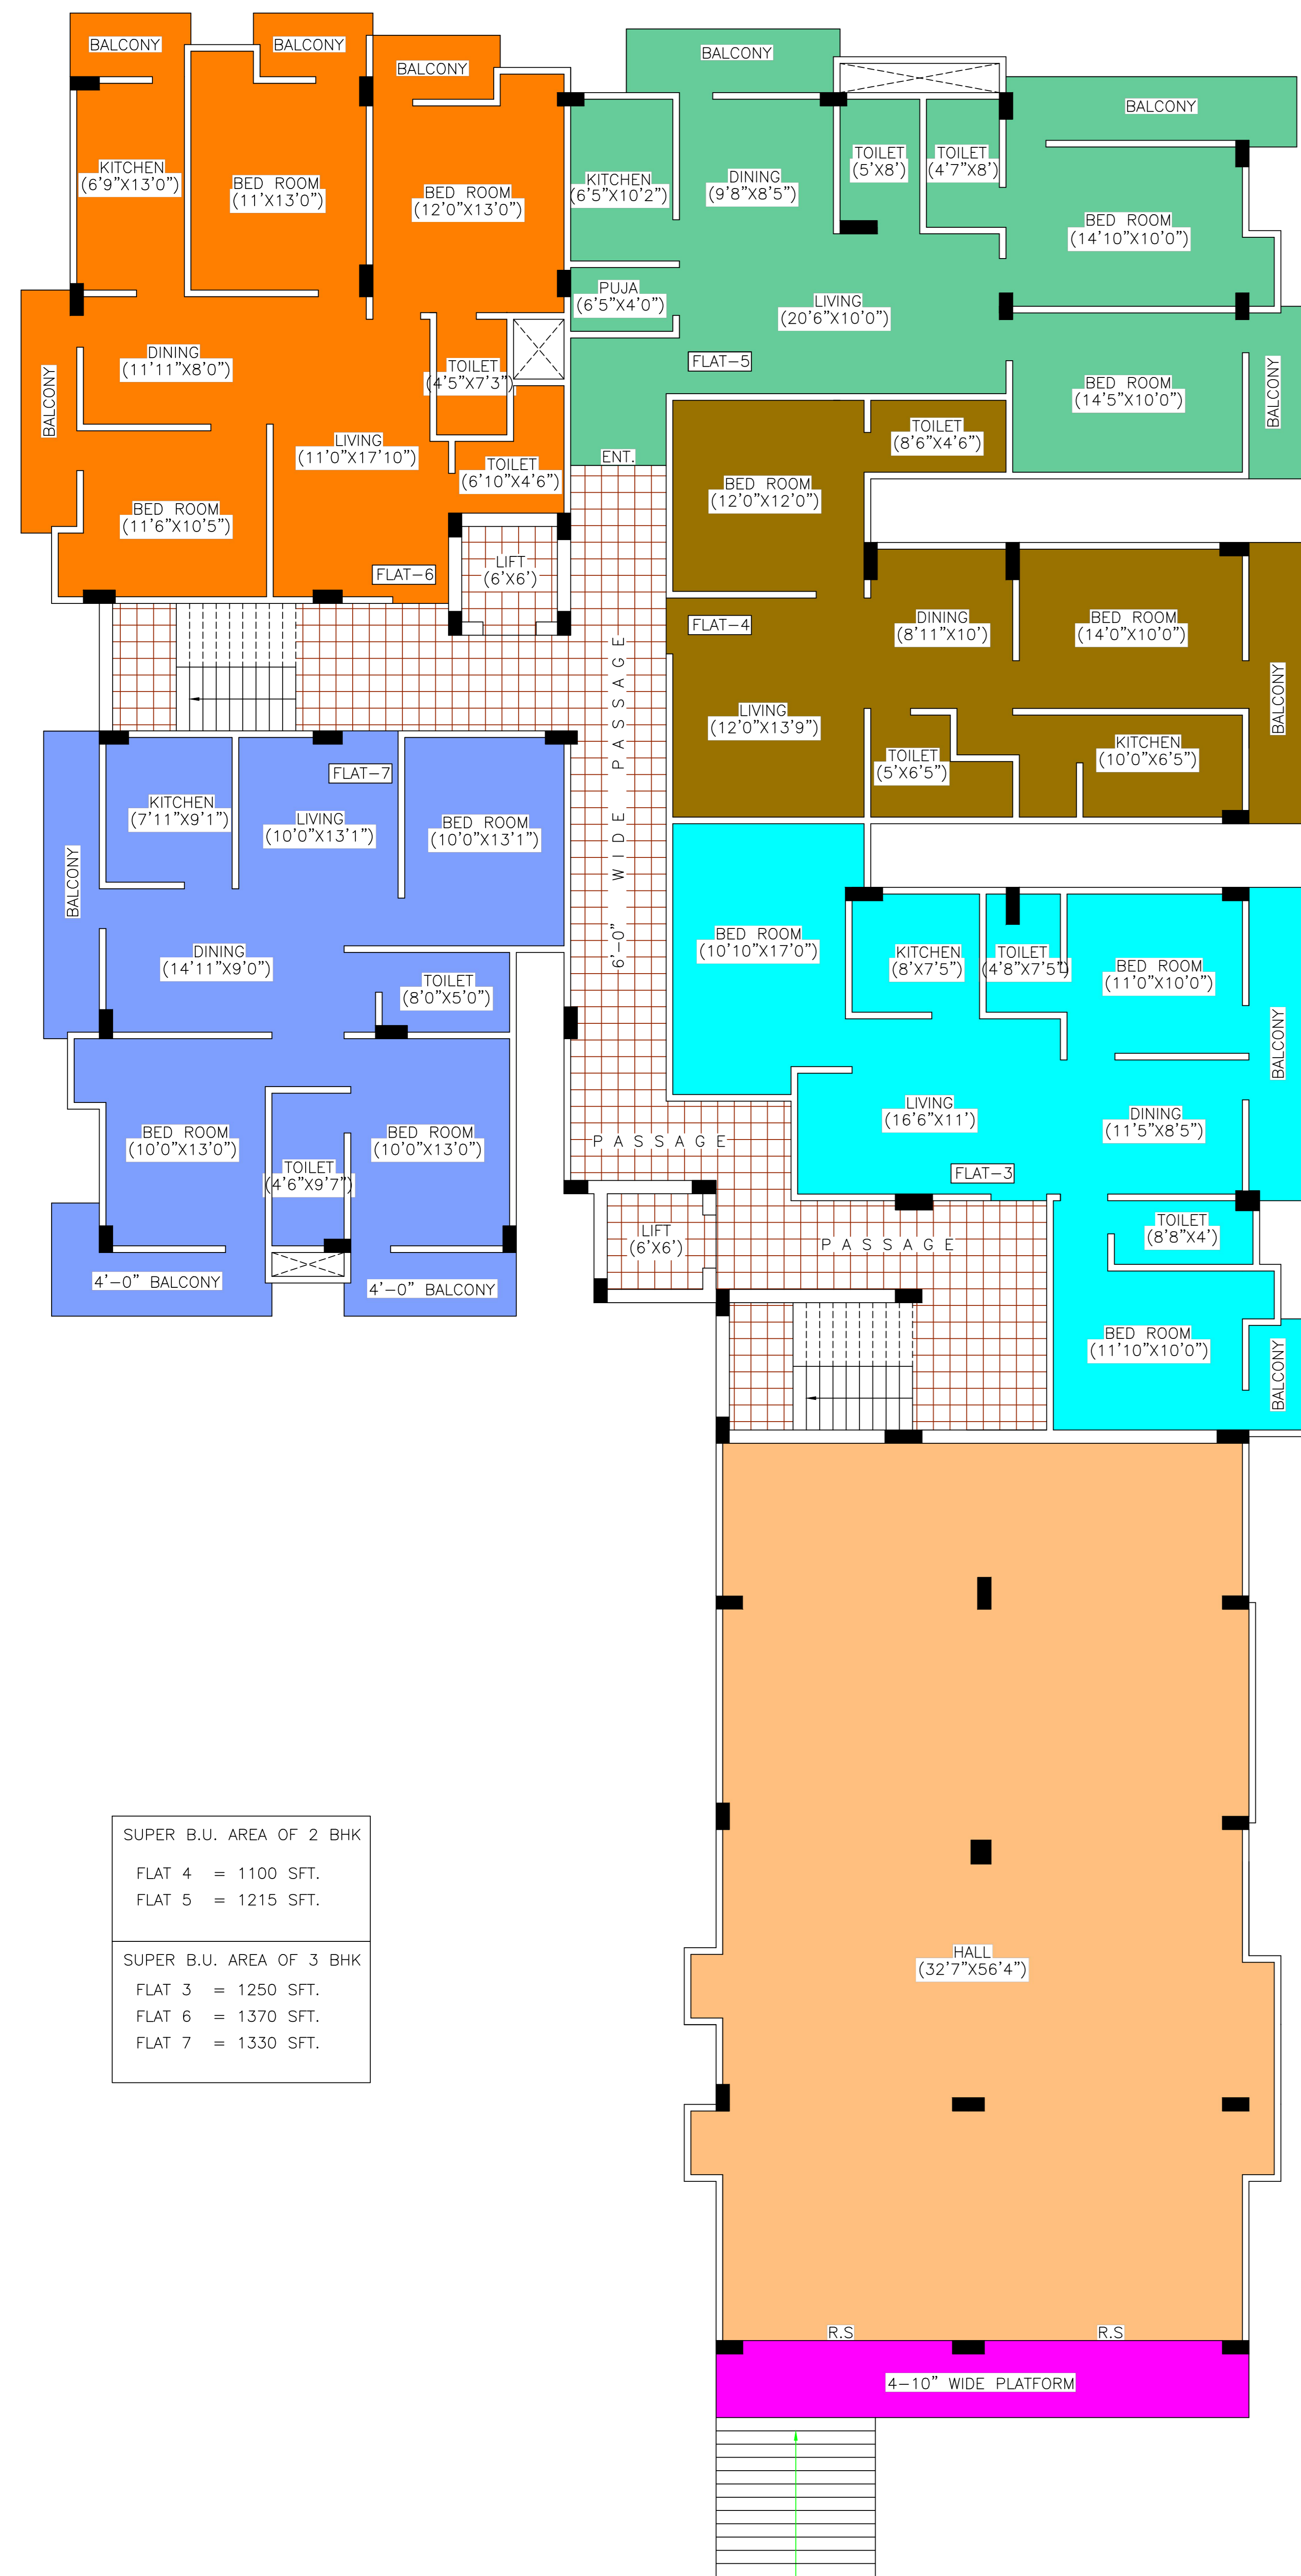 BALCONY
BALCONY
BALCONY
KITCHEN
(6'9"X13'0")
BED ROOM
(11'X13'0")
BED ROOM
(12'0"X13'0")
DINING
(11'11"X8'0")
BALCONY
TOILET
(4'5"X7'3")
LIVING
(11'0"X17'10")
TOILET
(6'10"X4'6")
BED ROOM
(11'6"X10'5")
FLAT-6
LIFT
(6'X6')
BALCONY
BALCONY
KITCHEN
(6'5"X10'2")
DINING
(9'8"X8'5")
TOILET
(5'X8')
TOILET
(4'7"X8')
BED ROOM
(14'10"X10'0")
PUJA
(6'5"X4'0")
LIVING
(20'6"X10'0")
FLAT-5
BED ROOM
(14'5"X10'0")
BALCONY
ENT.
TOILET
(8'6"X4'6")
BED ROOM
(12'0"X12'0")
FLAT-4
DINING
(8'11"X10')
BED ROOM
(14'0"X10'0")
BALCONY
LIVING
(12'0"X13'9")
TOILET
(5'X6'5")
KITCHEN
(10'0"X6'5")
6'-0" WIDE PASSAGE
FLAT-7
KITCHEN
(7'11"X9'1")
LIVING
(10'0"X13'1")
BED ROOM
(10'0"X13'1")
BALCONY
DINING
(14'11"X9'0")
TOILET
(8'0"X5'0")
BED ROOM
(10'0"X13'0")
TOILET
(4'6"X9'7")
BED ROOM
(10'0"X13'0")
4'-0" BALCONY
4'-0" BALCONY
BED ROOM
(10'10"X17'0")
KITCHEN
(8'X7'5")
TOILET
(4'8"X7'5")
BED ROOM
(11'0"X10'0")
BALCONY
LIVING
(16'6"X11')
DINING
(11'5"X8'5")
FLAT-3
PASSAGE
LIFT
(6'X6')
PASSAGE
TOILET
(8'8"X4')
BED ROOM
(11'10"X10'0")
BALCONY
SUPER B.U. AREA OF 2 BHK
FLAT 4 = 1100 SFT.
FLAT 5 = 1215 SFT.
SUPER B.U. AREA OF 3 BHK
FLAT 3 = 1250 SFT.
FLAT 6 = 1370 SFT.
FLAT 7 = 1330 SFT.
HALL
(32'7"X56'4")
R.S
R.S
4-10" WIDE PLATFORM